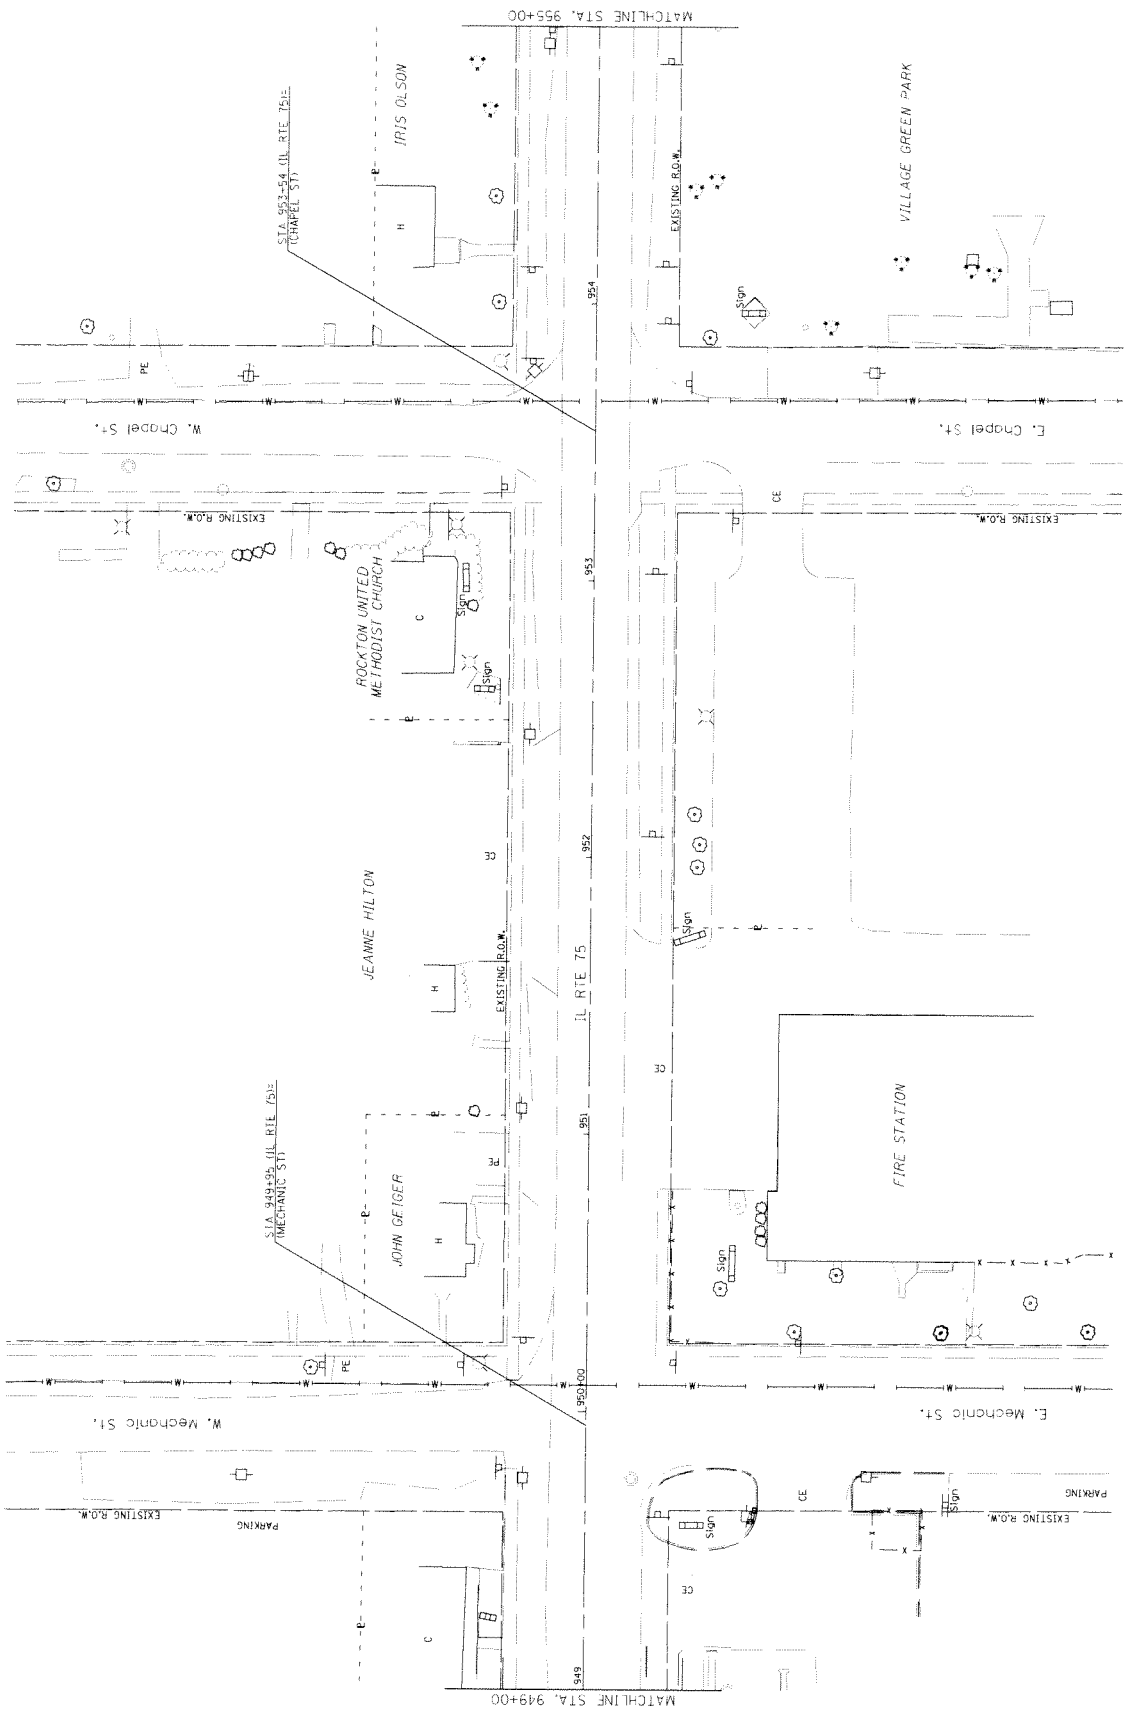 MATCHLINE STA. 955+00
IRIS OLSON
VILLAGE GREEN PARK
STA 953+54 (IL RTE 75)=
(CHAPEL ST)
P
H
EXISTING R.O.W.
954
Sign
PE
W
W
W
W
W
W
W
W
W
W. Chapel St.
E. Chapel St.
EXISTING R.O.W.
CE
EXISTING R.O.W.
953
ROCKTON UNITED
METHODIST CHURCH
C
Sign
Sign
P
952
CE
JEANNE HILTON
Sign
P
EXISTING R.O.W.
IL RTE 75
H
CE
STA 949+95 (IL RTE 75)=
(MECHANIC ST)
P
951
PE
FIRE STATION
P
JOHN GEIGER
H
Sign
X
X
X
X
X
X
X
X
X
PE
W
W
W
W
W
W
W
W
W
950+00
W. Mechanic St.
E. Mechanic St.
EXISTING R.O.W.
PARKING
CE
Sign
Sign
PARKING
EXISTING R.O.W.
X
X
X
X
CE
P
C
949
MATCHLINE STA. 949+00